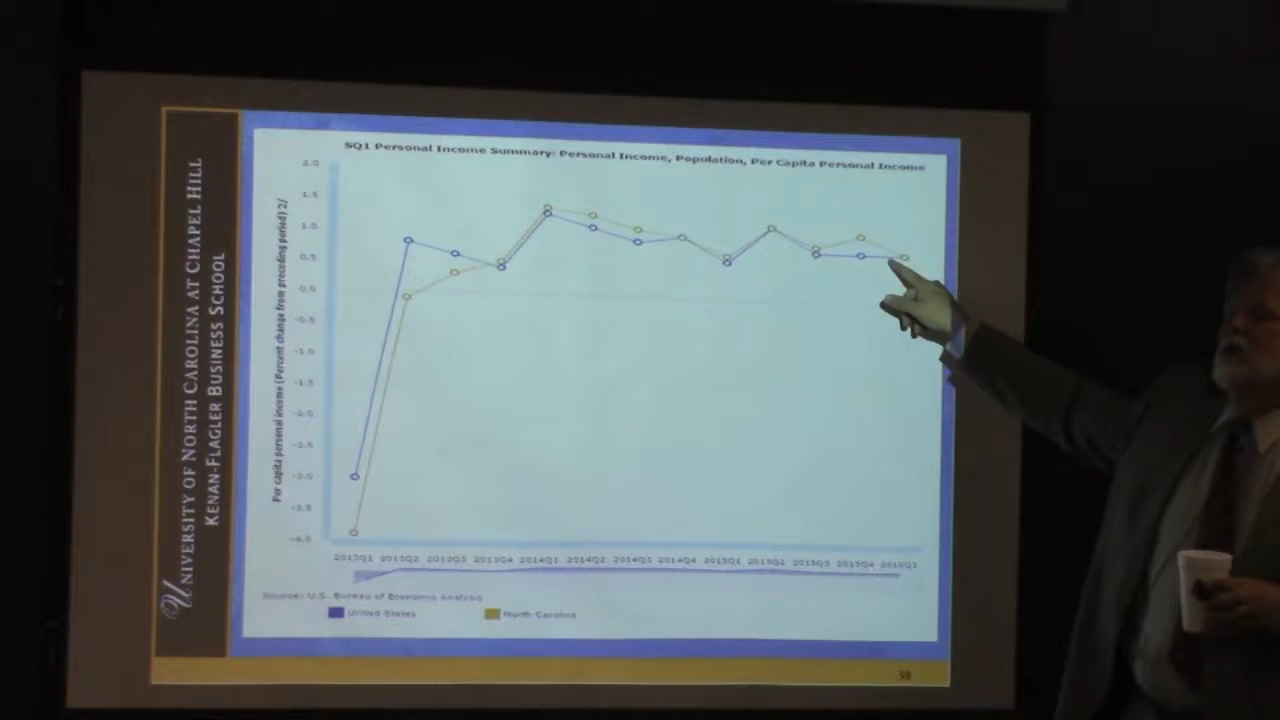 UNIVERSITY OF NORTH CAROLINA AT CHAPEL HILL
KENAN-FLAGLER BUSINESS SCHOOL
SQ1 Personal Income Summary: Personal Income, Population, Per Capita Personal Income
Per capita personal income (Percent change from preceding period) 2/
2.0
1.5
1.0
0.5
0.0
-0.5
-1.0
-1.5
-2.0
-2.5
-3.0
-3.5
-4.0
2013Q1 2013Q2 2013Q3 2013Q4 2014Q1 2014Q2 2014Q3 2014Q4 2015Q1 2015Q2 2015Q3 2015Q4 2016Q1
Source: U.S. Bureau of Economic Analysis
United States North Carolina
38